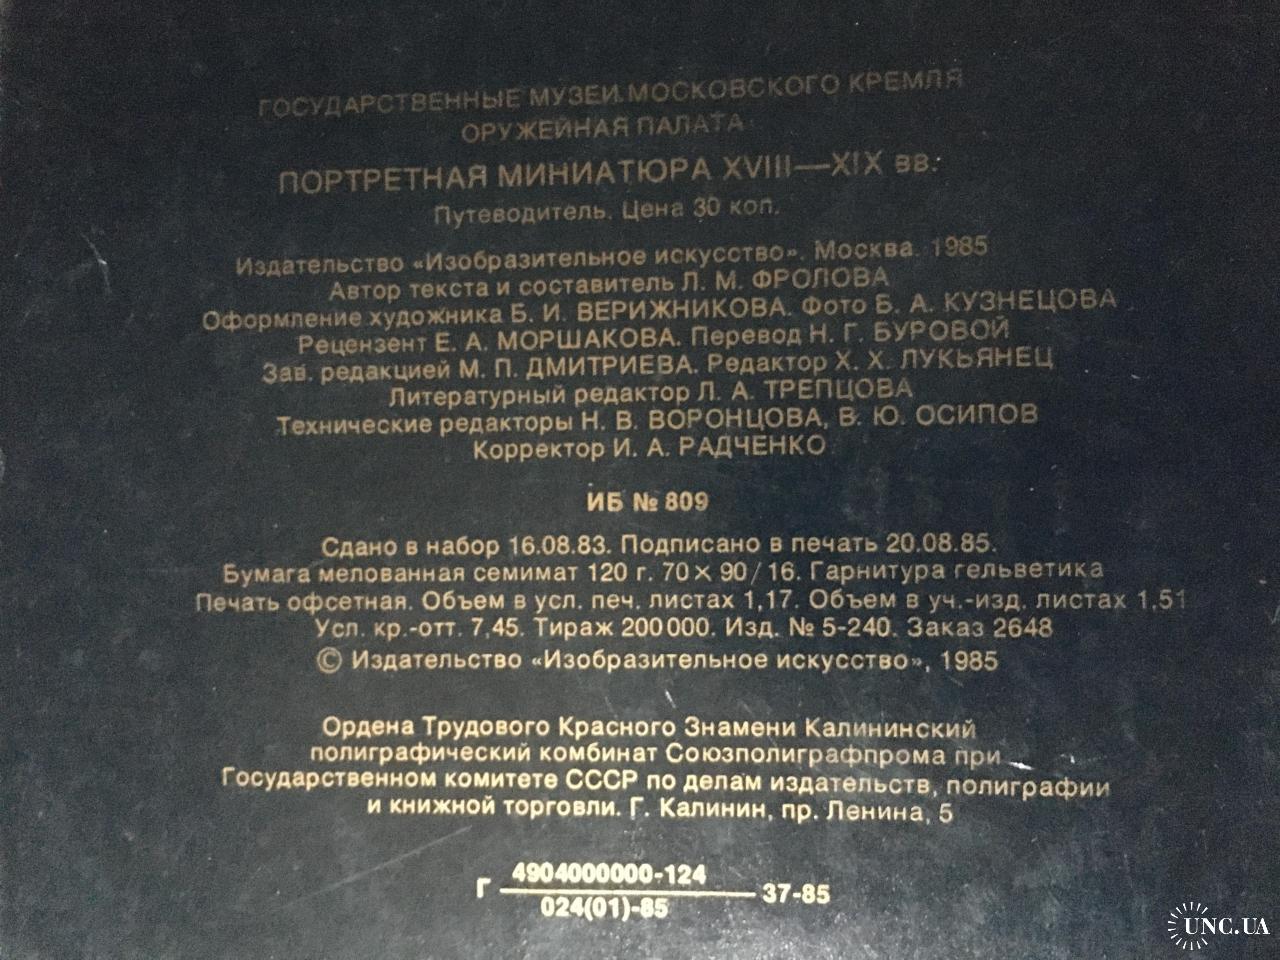 ГОСУДАРСТВЕННЫЕ МУЗЕИ МОСКОВСКОГО КРЕМЛЯ
ОРУЖЕЙНАЯ ПАЛАТА
ПОРТРЕТНАЯ МИНИАТЮРА XVIII—XIX вв.
Путеводитель. Цена 30 коп.
Издательство «Изобразительное искусство». Москва. 1985
Автор текста и составитель Л. М. ФРОЛОВА
Оформление художника Б. И. ВЕРИЖНИКОВА. Фото Б. А. КУЗНЕЦОВА
Рецензент Е. А. МОРШАКОВА. Перевод Н. Г. БУРОВОЙ
Зав. редакцией М. П. ДМИТРИЕВА. Редактор Х. Х. ЛУКЬЯНЕЦ
Литературный редактор Л. А. ТРЕПЦОВА
Технические редакторы Н. В. ВОРОНЦОВА, В. Ю. ОСИПОВ
Корректор И. А. РАДЧЕНКО
ИБ № 809
Сдано в набор 16.08.83. Подписано в печать 20.08.85.
Бумага мелованная семимат 120 г. 70×90/16. Гарнитура гельветика
Печать офсетная. Объем в усл. печ. листах 1,17. Объем в уч.-изд. листах 1,51
Усл. кр.-отт. 7,45. Тираж 200 000. Изд. № 5-240. Заказ 2648
© Издательство «Изобразительное искусство», 1985
Ордена Трудового Красного Знамени Калининский
полиграфический комбинат Союзполиграфпрома при
Государственном комитете СССР по делам издательств, полиграфии
и книжной торговли. Г. Калинин, пр. Ленина, 5
4904000000-124
Г 37-85
024(01)-85
UNC.UA